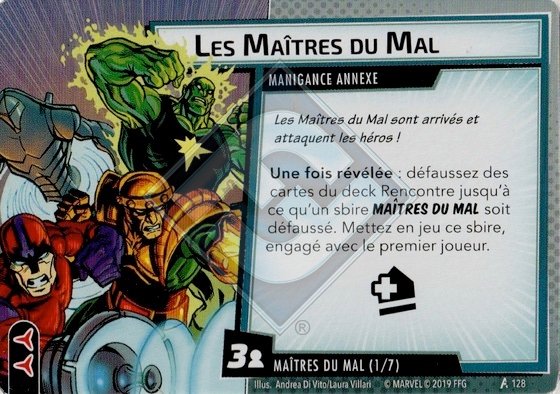 Les Maîtres du Mal
Manigance Annexe
Les Maîtres du Mal sont arrivés et
attaquent les héros !
Une fois révélée : défaussez des
cartes du deck Rencontre jusqu'à
ce qu'un sbire MAÎTRES DU MAL soit
défaussé. Mettez en jeu ce sbire,
engagé avec le premier joueur.
®
3
Maîtres du Mal (1/7)
Illus. Andrea Di Vito/Laura Villari © MARVEL © 2019 FFG 128